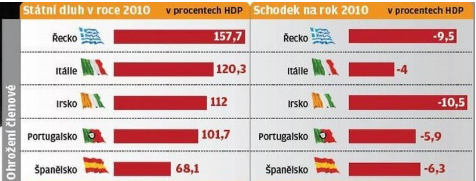 Státní dluh v roce 2010 v procentech HDP
Řecko 157,7
Itálie 120,3
Irsko 112
Portugalsko 101,7
Španělsko 68,1
Schodek na rok 2010 v procentech HDP
Řecko -9,5
Itálie -4
Irsko -10,5
Portugalsko -5,9
Španělsko -6,3
Ohrožení členové